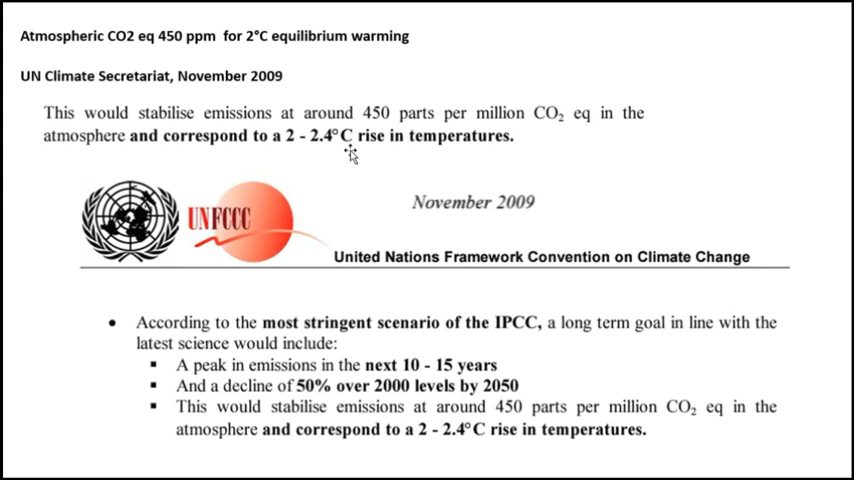 Atmospheric CO2 eq 450 ppm for 2°C equilibrium warming
UN Climate Secretariat, November 2009
This would stabilise emissions at around 450 parts per million CO₂ eq in the
atmosphere and correspond to a 2 - 2.4°C rise in temperatures.
UNFCCC
November 2009
United Nations Framework Convention on Climate Change
• According to the most stringent scenario of the IPCC, a long term goal in line with the
latest science would include:
▪ A peak in emissions in the next 10 - 15 years
▪ And a decline of 50% over 2000 levels by 2050
▪ This would stabilise emissions at around 450 parts per million CO₂ eq in the
atmosphere and correspond to a 2 - 2.4°C rise in temperatures.